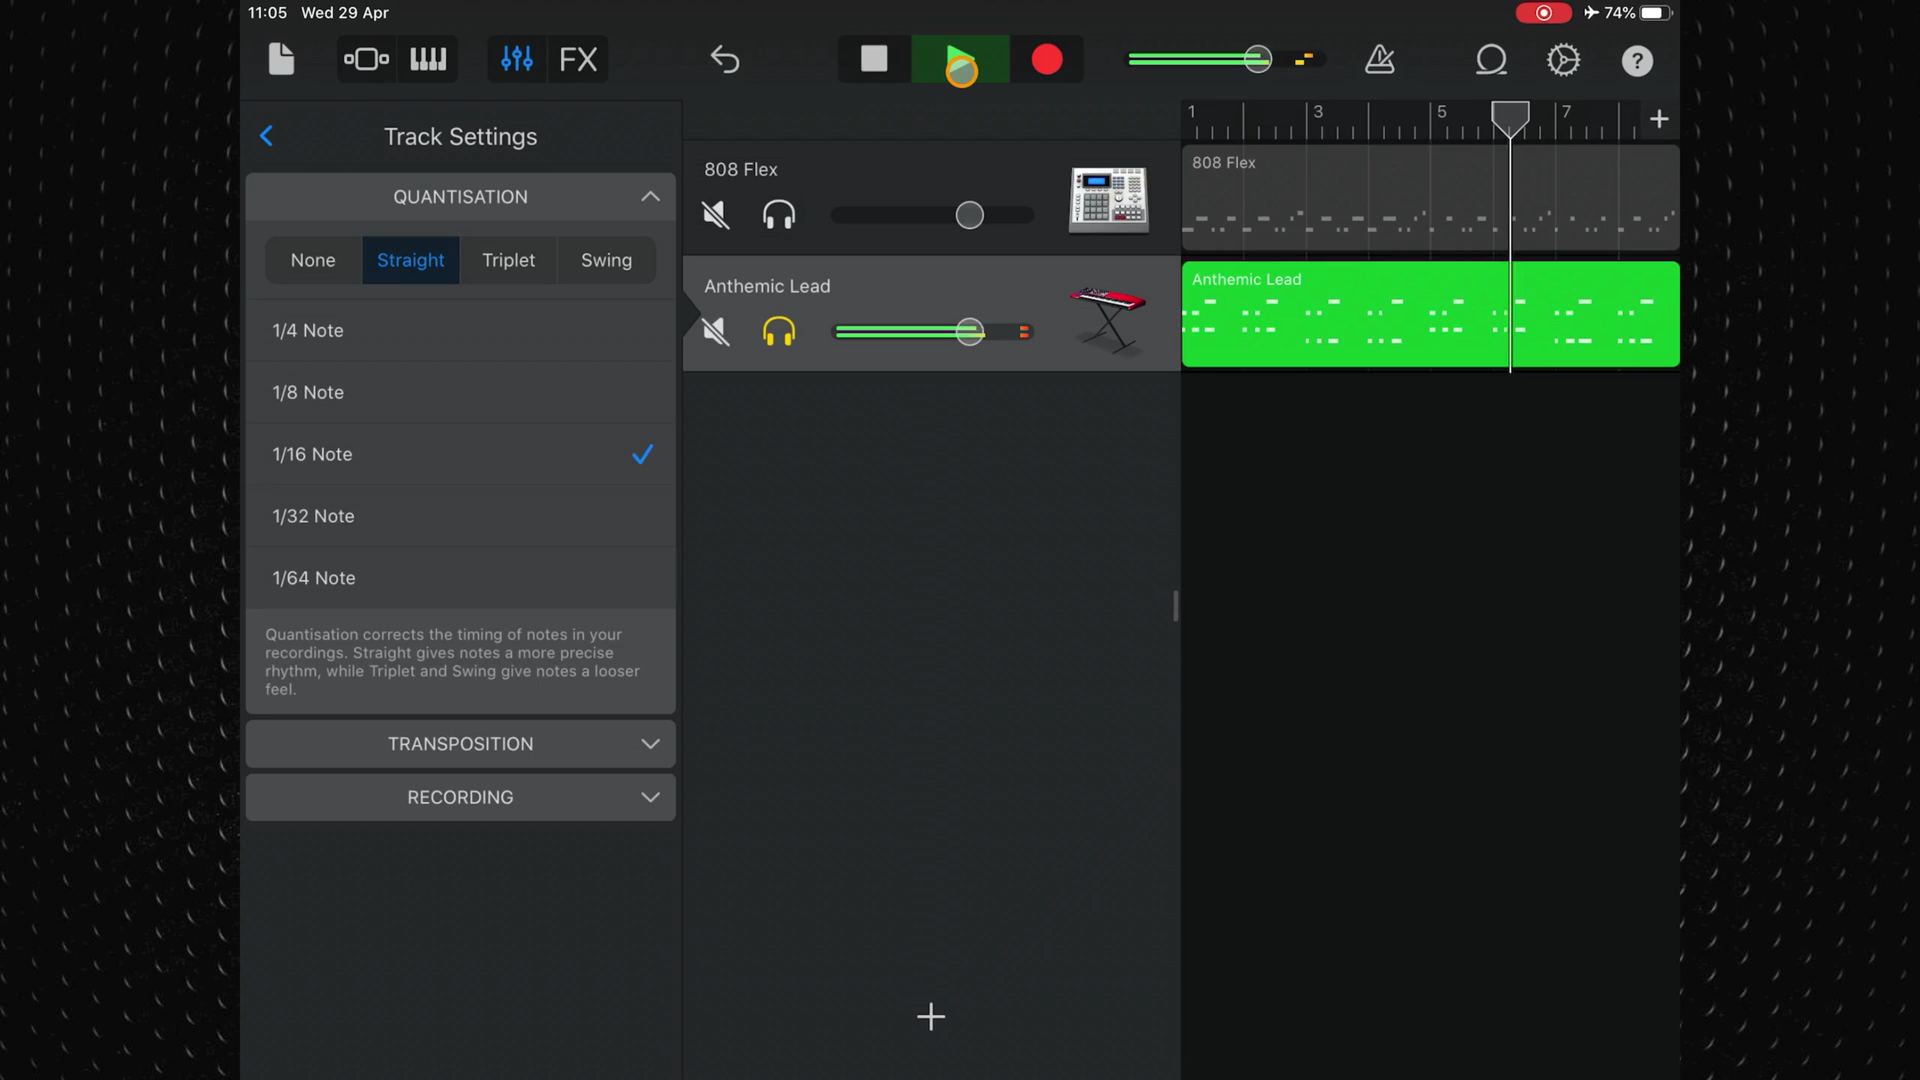 11:05 Wed 29 Apr
74%
FX
?
Track Settings
QUANTISATION
None Straight Triplet Swing
1/4 Note
1/8 Note
1/16 Note
1/32 Note
1/64 Note
Quantisation corrects the timing of notes in your
recordings. Straight gives notes a more precise
rhythm, while Triplet and Swing give notes a looser
feel.
TRANSPOSITION
RECORDING
808 Flex
Anthemic Lead
1 3 5 7
808 Flex
Anthemic Lead